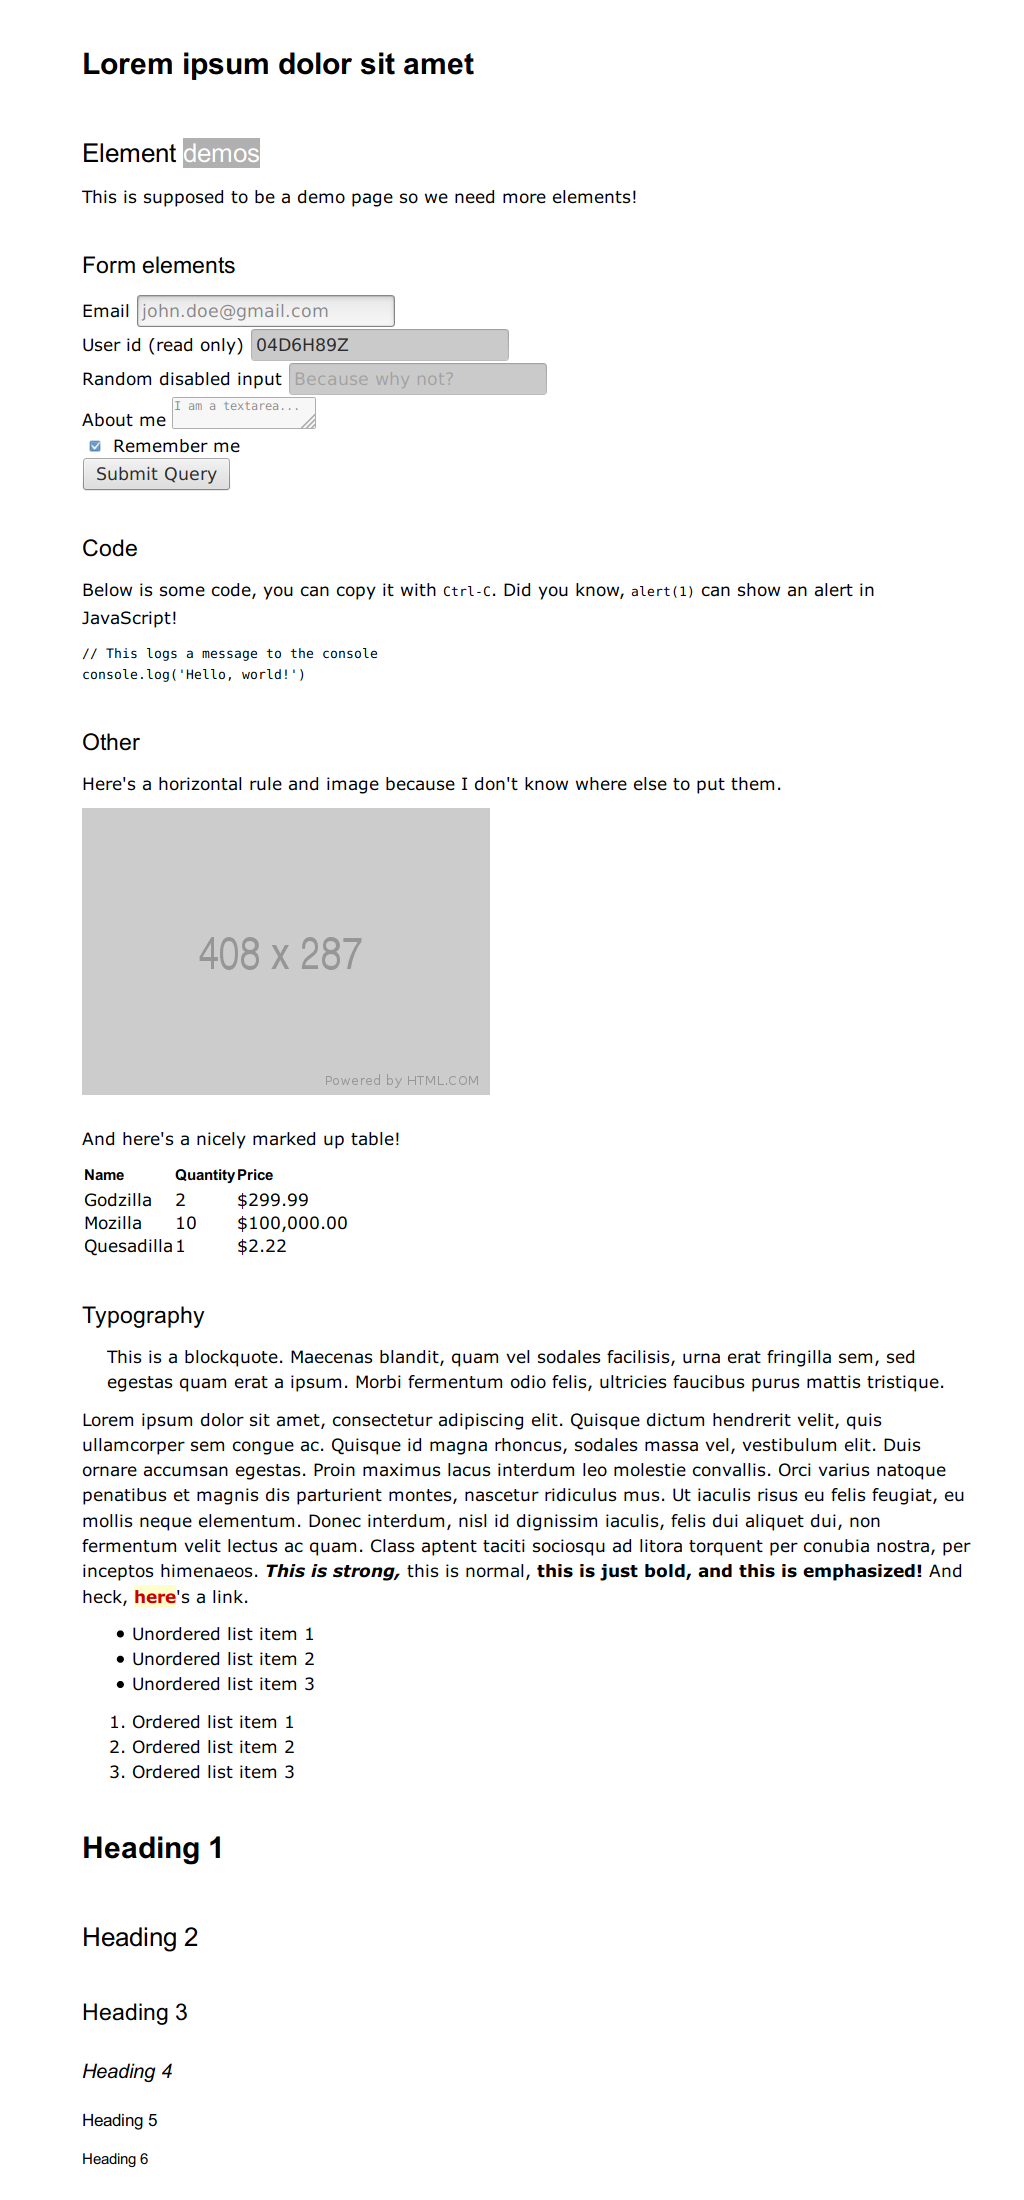 Lorem ipsum dolor sit amet
Element demos
This is supposed to be a demo page so we need more elements!
Form elements
Email john.doe@gmail.com
User id (read only) 04D6H89Z
Random disabled input Because why not?
About me I am a textarea...
Remember me
Submit Query
Code
Below is some code, you can copy it with Ctrl-C. Did you know, alert(1) can show an alert in
JavaScript!
// This logs a message to the console
console.log('Hello, world!')
Other
Here's a horizontal rule and image because I don't know where else to put them.
408 x 287
Powered by HTML.COM
And here's a nicely marked up table!
Name Quantity Price
Godzilla 2 $299.99
Mozilla 10 $100,000.00
Quesadilla 1 $2.22
Typography
This is a blockquote. Maecenas blandit, quam vel sodales facilisis, urna erat fringilla sem, sed
egestas quam erat a ipsum. Morbi fermentum odio felis, ultricies faucibus purus mattis tristique.
Lorem ipsum dolor sit amet, consectetur adipiscing elit. Quisque dictum hendrerit velit, quis
ullamcorper sem congue ac. Quisque id magna rhoncus, sodales massa vel, vestibulum elit. Duis
ornare accumsan egestas. Proin maximus lacus interdum leo molestie convallis. Orci varius natoque
penatibus et magnis dis parturient montes, nascetur ridiculus mus. Ut iaculis risus eu felis feugiat, eu
mollis neque elementum. Donec interdum, nisl id dignissim iaculis, felis dui aliquet dui, non
fermentum velit lectus ac quam. Class aptent taciti sociosqu ad litora torquent per conubia nostra, per
inceptos himenaeos. This is strong, this is normal, this is just bold, and this is emphasized! And
heck, here's a link.
• Unordered list item 1
• Unordered list item 2
• Unordered list item 3
1. Ordered list item 1
2. Ordered list item 2
3. Ordered list item 3
Heading 1
Heading 2
Heading 3
Heading 4
Heading 5
Heading 6